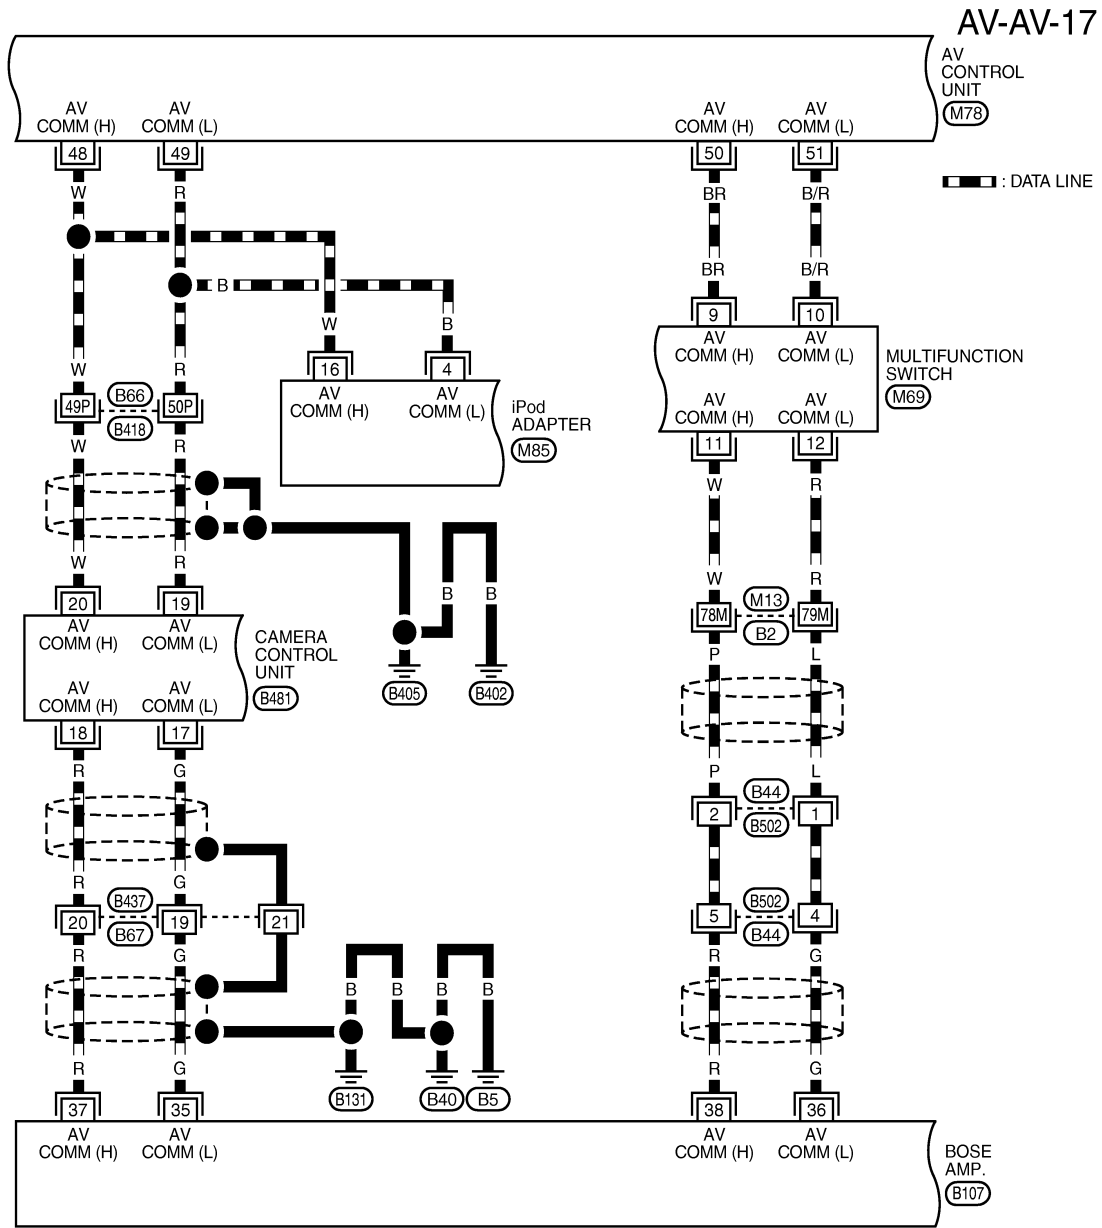 AV-AV-17
AV
CONTROL
UNIT
M78
AV
COMM (H)
AV
COMM (L)
AV
COMM (H)
AV
COMM (L)
48
49
50
51
: DATA LINE
W
R
BR
B/R
B
BR
B/R
W
B
9
10
W
R
16
4
AV
COMM (H)
AV
COMM (L)
MULTIFUNCTION
SWITCH
M69
49P
B66
B418
50P
AV
COMM (H)
AV
COMM (L)
iPod
ADAPTER
M85
AV
COMM (H)
AV
COMM (L)
11
12
W
R
W
R
W
R
W
R
20
19
B
B
78M
M13
B2
79M
AV
COMM (H)
AV
COMM (L)
CAMERA
CONTROL
UNIT
B481
P
L
B405
B402
AV
COMM (H)
AV
COMM (L)
18
17
R
G
P
L
2
B44
B502
1
R
G
20
B437
B67
19
21
5
B502
B44
4
R
G
R
G
B
B
B
B
R
G
R
G
B131
B40
B5
37
35
38
36
AV
COMM (H)
AV
COMM (L)
AV
COMM (H)
AV
COMM (L)
BOSE
AMP.
B107